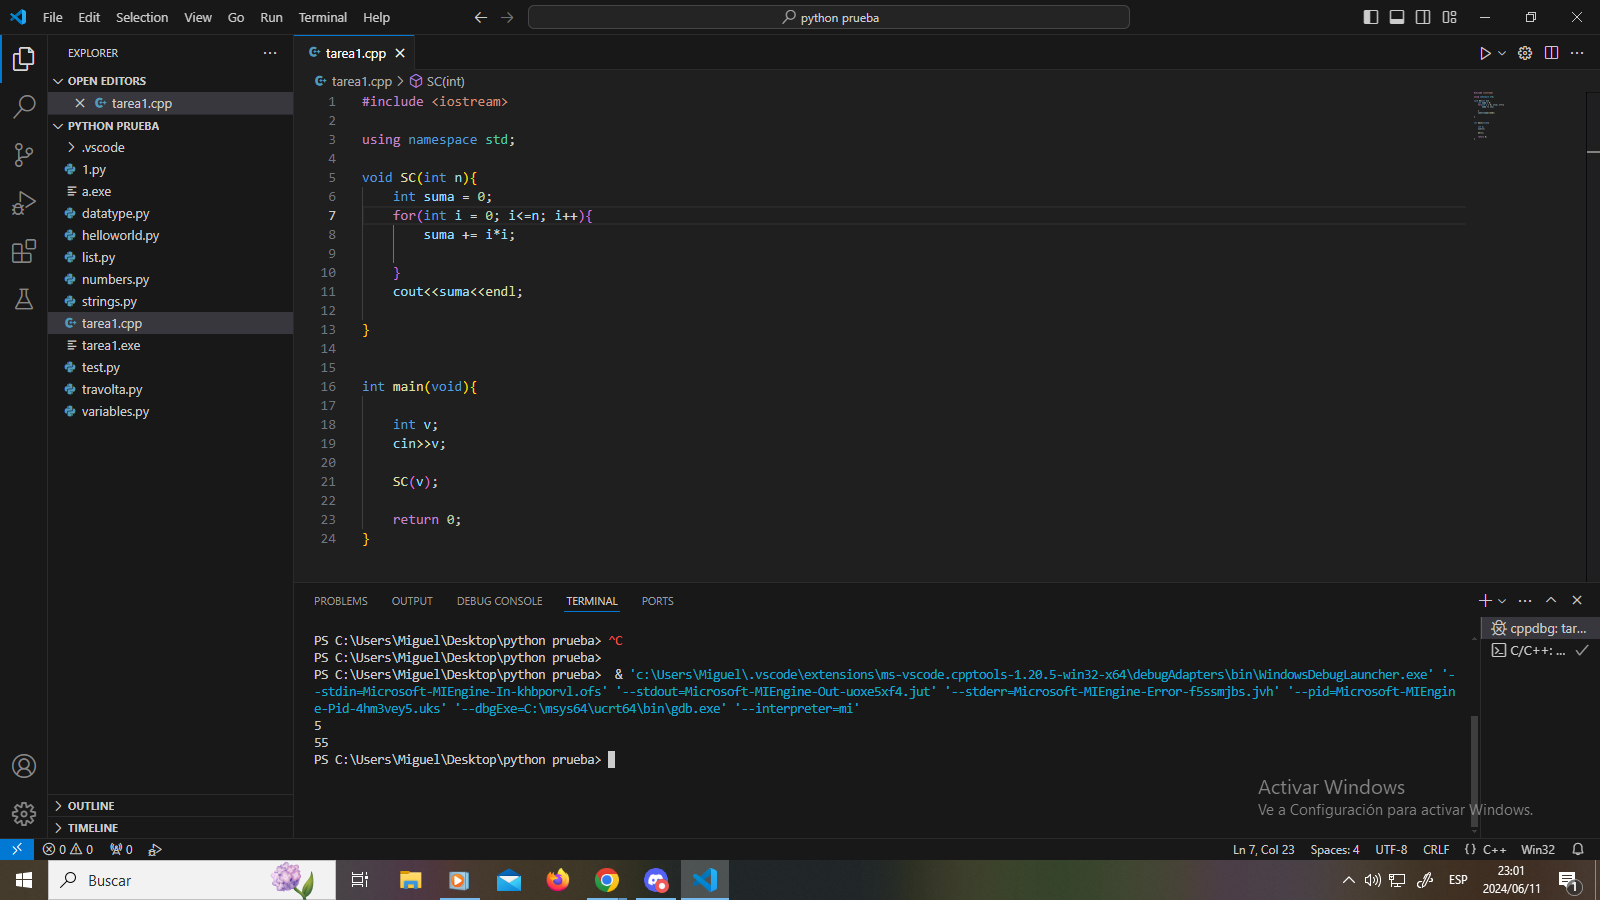 File Edit Selection View Go Run Terminal Help
python prueba
EXPLORER
OPEN EDITORS
tarea1.cpp
PYTHON PRUEBA
.vscode
1.py
a.exe
datatype.py
helloworld.py
list.py
numbers.py
strings.py
tarea1.cpp
tarea1.exe
test.py
travolta.py
variables.py
OUTLINE
TIMELINE
tarea1.cpp
tarea1.cpp > SC(int)
1 #include <iostream>
2
3 using namespace std;
4
5 void SC(int n){
6 int suma = 0;
7 for(int i = 0; i<=n; i++){
8 suma += i*i;
9
10 }
11 cout<<suma<<endl;
12
13 }
14
15
16 int main(void){
17
18 int v;
19 cin>>v;
20
21 SC(v);
22
23 return 0;
24 }
PROBLEMS OUTPUT DEBUG CONSOLE TERMINAL PORTS
PS C:\Users\Miguel\Desktop\python prueba> ^C
PS C:\Users\Miguel\Desktop\python prueba>
PS C:\Users\Miguel\Desktop\python prueba> & 'c:\Users\Miguel\.vscode\extensions\ms-vscode.cpptools-1.20.5-win32-x64\debugAdapters\bin\WindowsDebugLauncher.exe' '-
-stdin=Microsoft-MIEngine-In-khbporvl.ofs' '--stdout=Microsoft-MIEngine-Out-uoxe5xf4.jut' '--stderr=Microsoft-MIEngine-Error-f5ssmjbs.jvh' '--pid=Microsoft-MIEngin
e-Pid-4hm3vey5.uks' '--dbgExe=C:\msys64\ucrt64\bin\gdb.exe' '--interpreter=mi'
5
55
PS C:\Users\Miguel\Desktop\python prueba>
cppdbg: tar...
C/C++: ...
Activar Windows
Ve a Configuración para activar Windows.
0 0 0
Ln 7, Col 23 Spaces: 4 UTF-8 CRLF {} C++ Win32
Buscar
ESP
23:01
2024/06/11
1